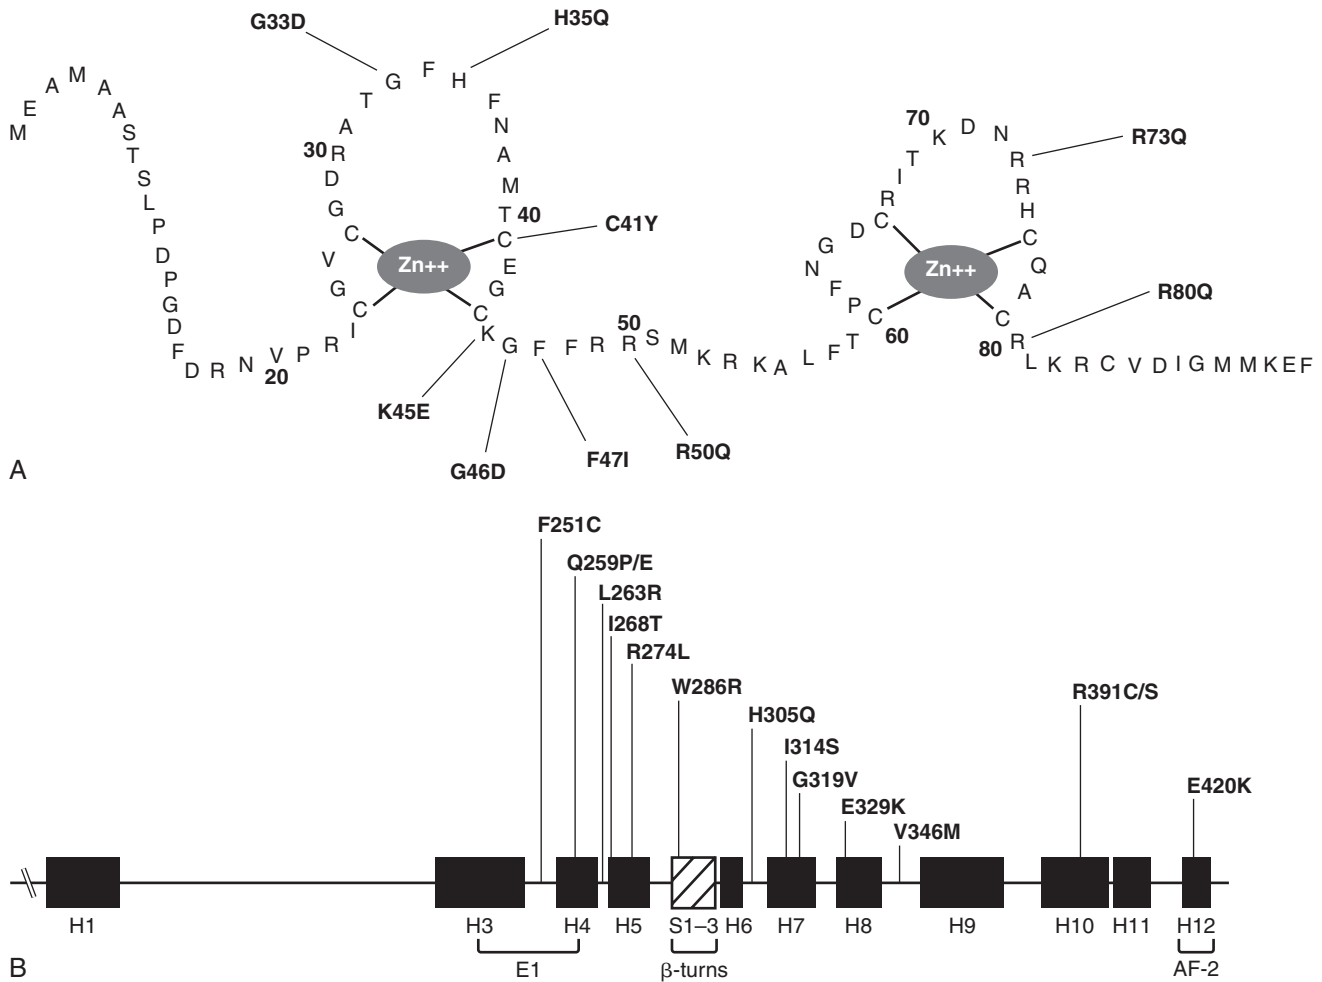 G33D
H35Q
M E A M A A S T S L P D P G D F D R N V P R I C G V C G D R A T G F H F N A M T C E G C K G F F R R S M K R K A L F T C P F N G D C R I T K D N R R H C Q A C R L K R C V D I G M M K E F
20
30
40
50
60
70
80
Zn++
Zn++
C41Y
R73Q
R80Q
K45E
G46D
F47I
R50Q
A
F251C
Q259P/E
L263R
I268T
R274L
W286R
H305Q
I314S
G319V
E329K
V346M
R391C/S
E420K
H1 H3 H4 H5 S1–3 H6 H7 H8 H9 H10 H11 H12
E1 β-turns AF-2
B